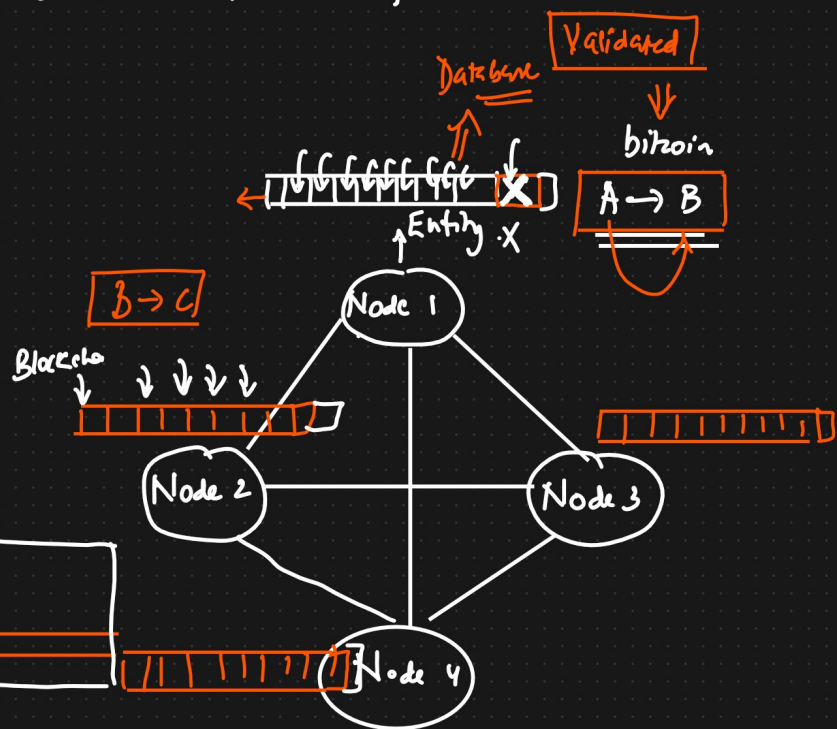 Validated
Database
bitcoin
A → B
X
Entity X
Node 1
B → C
Node 2
Node 3
Node 4